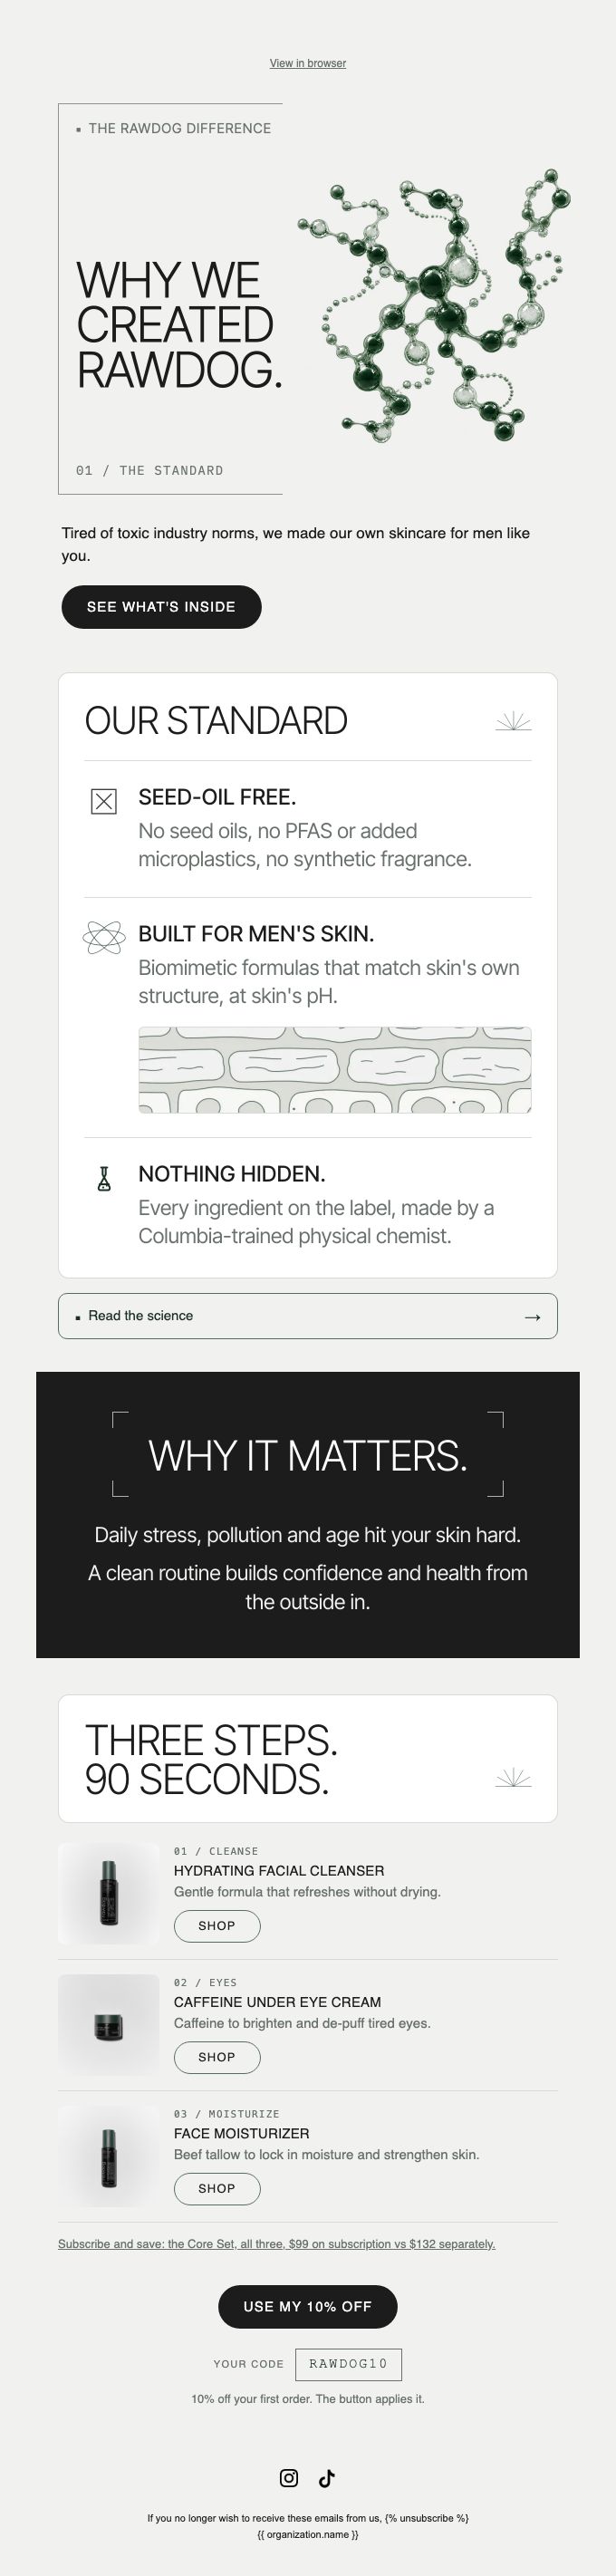 View in browser
▪ THE RAWDOG DIFFERENCE
WHY WE
CREATED
RAWDOG.
01 / THE STANDARD
Tired of toxic industry norms, we made our own skincare for men like
you.
SEE WHAT'S INSIDE
OUR STANDARD
SEED-OIL FREE.
No seed oils, no PFAS or added
microplastics, no synthetic fragrance.
BUILT FOR MEN'S SKIN.
Biomimetic formulas that match skin's own
structure, at skin's pH.
NOTHING HIDDEN.
Every ingredient on the label, made by a
Columbia-trained physical chemist.
▪ Read the science →
WHY IT MATTERS.
Daily stress, pollution and age hit your skin hard.
A clean routine builds confidence and health from
the outside in.
THREE STEPS.
90 SECONDS.
01 / CLEANSE
HYDRATING FACIAL CLEANSER
Gentle formula that refreshes without drying.
SHOP
02 / EYES
CAFFEINE UNDER EYE CREAM
Caffeine to brighten and de-puff tired eyes.
SHOP
03 / MOISTURIZE
FACE MOISTURIZER
Beef tallow to lock in moisture and strengthen skin.
SHOP
Subscribe and save: the Core Set, all three, $99 on subscription vs $132 separately.
USE MY 10% OFF
YOUR CODE RAWDOG10
10% off your first order. The button applies it.
If you no longer wish to receive these emails from us, {% unsubscribe %}
{{ organization.name }}